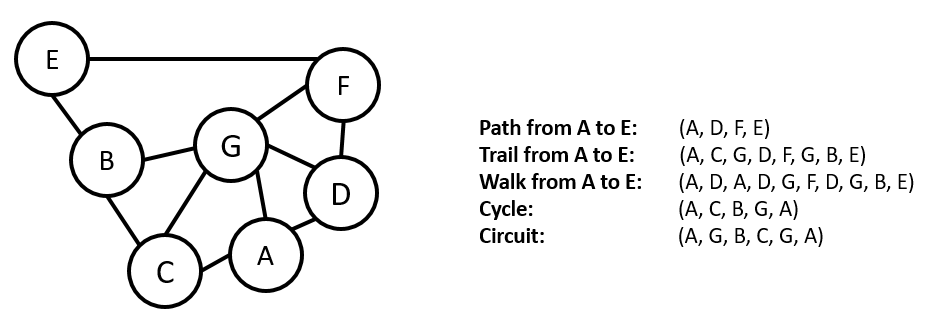 E
F
G
B
D
A
C
Path from A to E: (A, D, F, E)
Trail from A to E: (A, C, G, D, F, G, B, E)
Walk from A to E: (A, D, A, D, G, F, D, G, B, E)
Cycle: (A, C, B, G, A)
Circuit: (A, G, B, C, G, A)